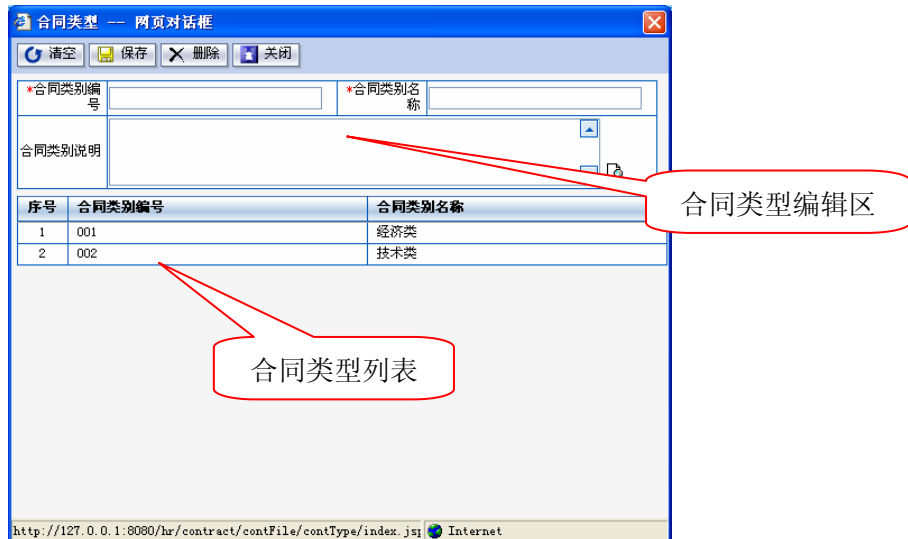 合同类型 -- 网页对话框
清空 保存 删除 关闭
*合同类别编号 *合同类别名称
合同类别说明
合同类型编辑区
序号 合同类别编号 合同类别名称
1 001 经济类
2 002 技术类
合同类型列表
http://127.0.0.1:8080/hr/contract/contFile/contType/index.jsp Internet